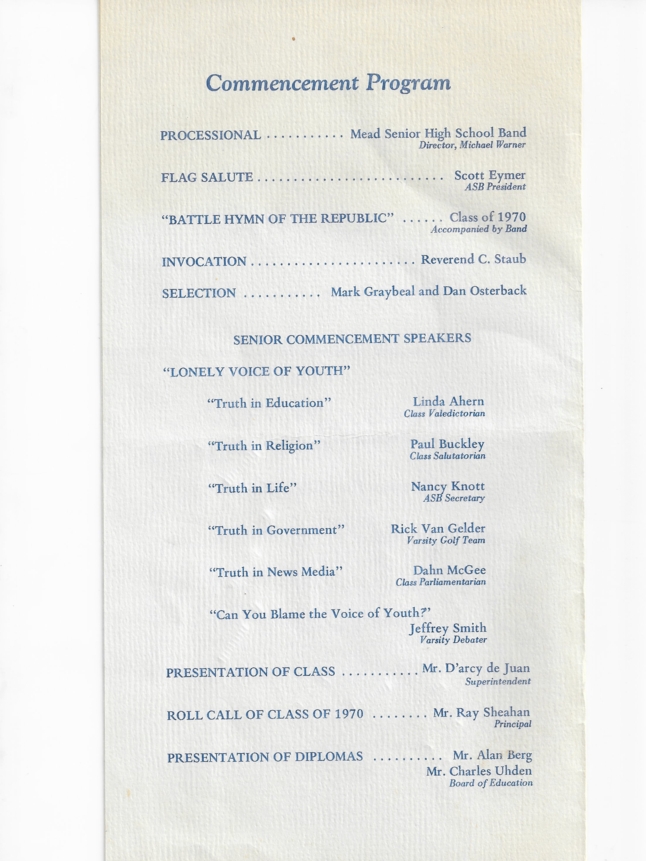 Commencement Program
PROCESSIONAL ........... Mead Senior High School Band
Director, Michael Warner
FLAG SALUTE .......................... Scott Eymer
ASB President
“BATTLE HYMN OF THE REPUBLIC” ...... Class of 1970
Accompanied by Band
INVOCATION ....................... Reverend C. Staub
SELECTION ........... Mark Graybeal and Dan Osterback
SENIOR COMMENCEMENT SPEAKERS
“LONELY VOICE OF YOUTH”
“Truth in Education” Linda Ahern
Class Valedictorian
“Truth in Religion” Paul Buckley
Class Salutatorian
“Truth in Life” Nancy Knott
ASB Secretary
“Truth in Government” Rick Van Gelder
Varsity Golf Team
“Truth in News Media” Dahn McGee
Class Parliamentarian
“Can You Blame the Voice of Youth?’
Jeffrey Smith
Varsity Debater
PRESENTATION OF CLASS ........... Mr. D'arcy de Juan
Superintendent
ROLL CALL OF CLASS OF 1970 ........ Mr. Ray Sheahan
Principal
PRESENTATION OF DIPLOMAS .......... Mr. Alan Berg
Mr. Charles Uhden
Board of Education